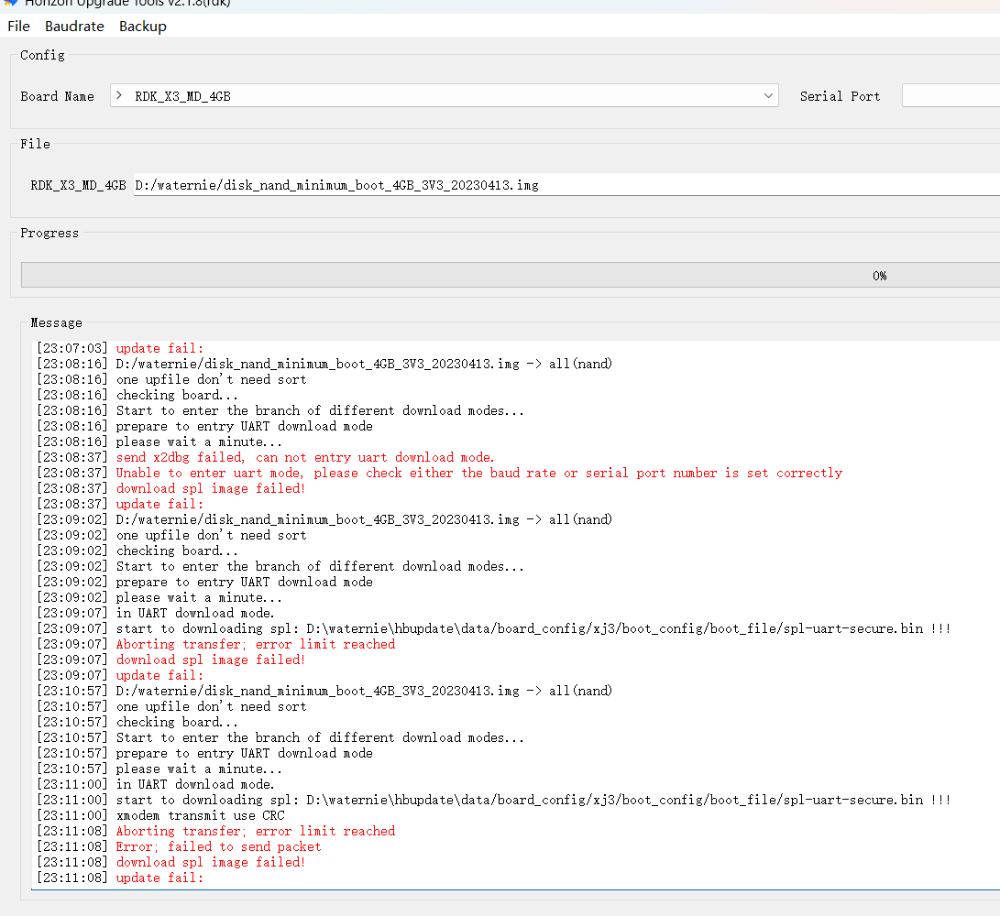 Horizon Upgrade Tools v2.1.8(rdk)
File Baudrate Backup
Config
Board Name > RDK_X3_MD_4GB Serial Port
File
RDK_X3_MD_4GB D:/waternie/disk_nand_minimum_boot_4GB_3V3_20230413.img
Progress
0%
Message
[23:07:03] update fail:
[23:08:16] D:/waternie/disk_nand_minimum_boot_4GB_3V3_20230413.img -> all(nand)
[23:08:16] one upfile don't need sort
[23:08:16] checking board...
[23:08:16] Start to enter the branch of different download modes...
[23:08:16] prepare to entry UART download mode
[23:08:16] please wait a minute...
[23:08:37] send x2dbg failed, can not entry uart download mode.
[23:08:37] Unable to enter uart mode, please check either the baud rate or serial port number is set correctly
[23:08:37] download spl image failed!
[23:08:37] update fail:
[23:09:02] D:/waternie/disk_nand_minimum_boot_4GB_3V3_20230413.img -> all(nand)
[23:09:02] one upfile don't need sort
[23:09:02] checking board...
[23:09:02] Start to enter the branch of different download modes...
[23:09:02] prepare to entry UART download mode
[23:09:02] please wait a minute...
[23:09:07] in UART download mode.
[23:09:07] start to downloading spl: D:\waternie\hbupdate\data/board_config/xj3/boot_config/boot_file/spl-uart-secure.bin !!!
[23:09:07] Aborting transfer; error limit reached
[23:09:07] download spl image failed!
[23:09:07] update fail:
[23:10:57] D:/waternie/disk_nand_minimum_boot_4GB_3V3_20230413.img -> all(nand)
[23:10:57] one upfile don't need sort
[23:10:57] checking board...
[23:10:57] Start to enter the branch of different download modes...
[23:10:57] prepare to entry UART download mode
[23:10:57] please wait a minute...
[23:11:00] in UART download mode.
[23:11:00] start to downloading spl: D:\waternie\hbupdate\data/board_config/xj3/boot_config/boot_file/spl-uart-secure.bin !!!
[23:11:00] xmodem transmit use CRC
[23:11:08] Aborting transfer; error limit reached
[23:11:08] Error; failed to send packet
[23:11:08] download spl image failed!
[23:11:08] update fail: